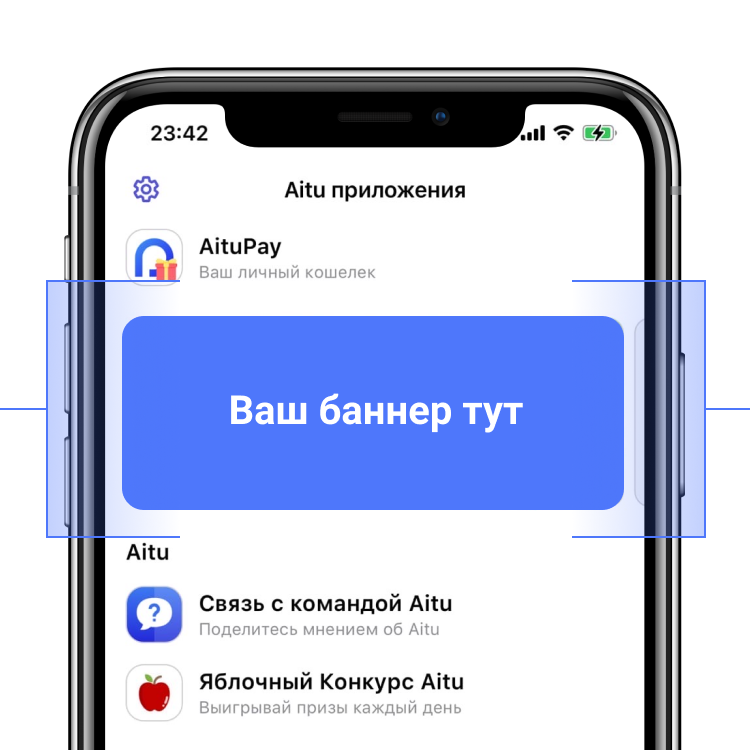 23:42
Aitu приложения
AituPay
Ваш личный кошелек
Ваш баннер тут
Aitu
?
Связь с командой Aitu
Поделитесь мнением об Aitu
Яблочный Конкурс Aitu
Выигрывай призы каждый день